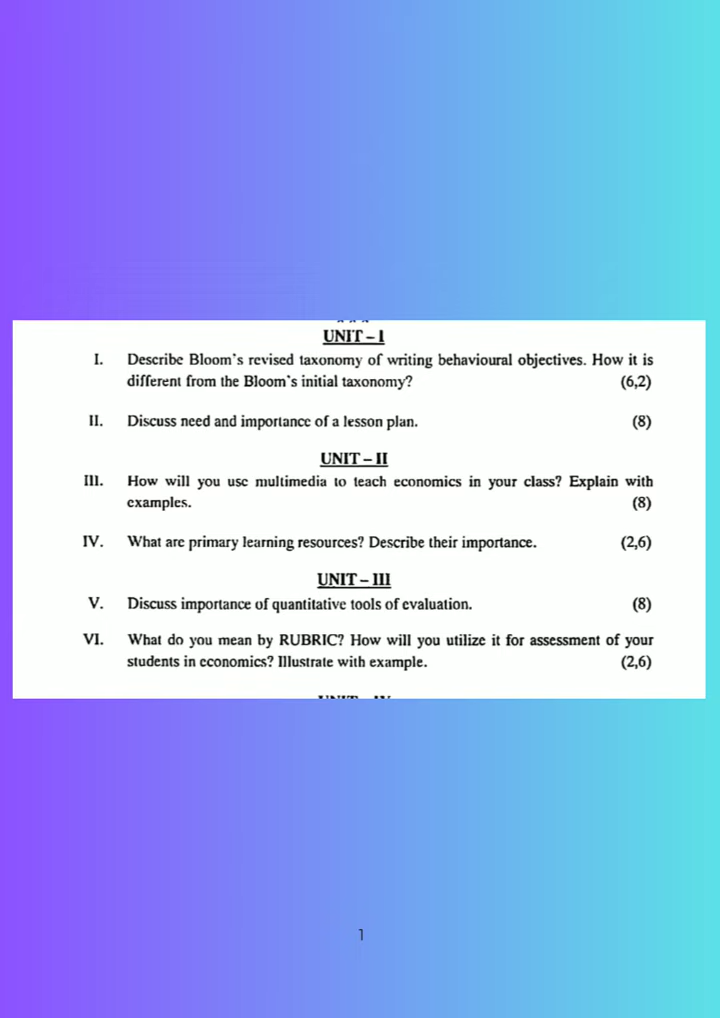 UNIT – I
I. Describe Bloom's revised taxonomy of writing behavioural objectives. How it is
different from the Bloom's initial taxonomy? (6,2)
II. Discuss need and importance of a lesson plan. (8)
UNIT – II
III. How will you use multimedia to teach economics in your class? Explain with
examples. (8)
IV. What are primary learning resources? Describe their importance. (2,6)
UNIT – III
V. Discuss importance of quantitative tools of evaluation. (8)
VI. What do you mean by RUBRIC? How will you utilize it for assessment of your
students in economics? Illustrate with example. (2,6)
1